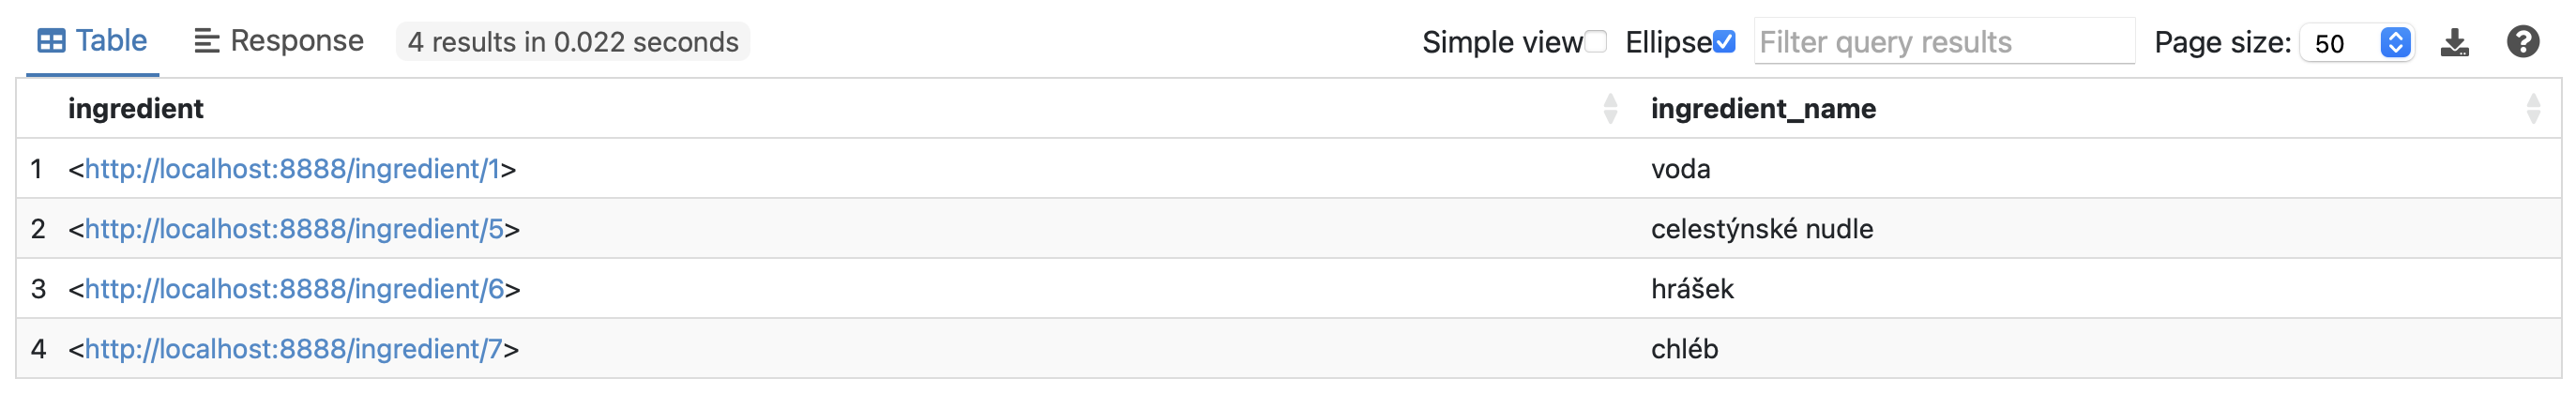 Table Response 4 results in 0.022 seconds Simple view Ellipse Filter query results Page size: 50
ingredient ingredient_name
1 <http://localhost:8888/ingredient/1> voda
2 <http://localhost:8888/ingredient/5> celestýnské nudle
3 <http://localhost:8888/ingredient/6> hrášek
4 <http://localhost:8888/ingredient/7> chléb